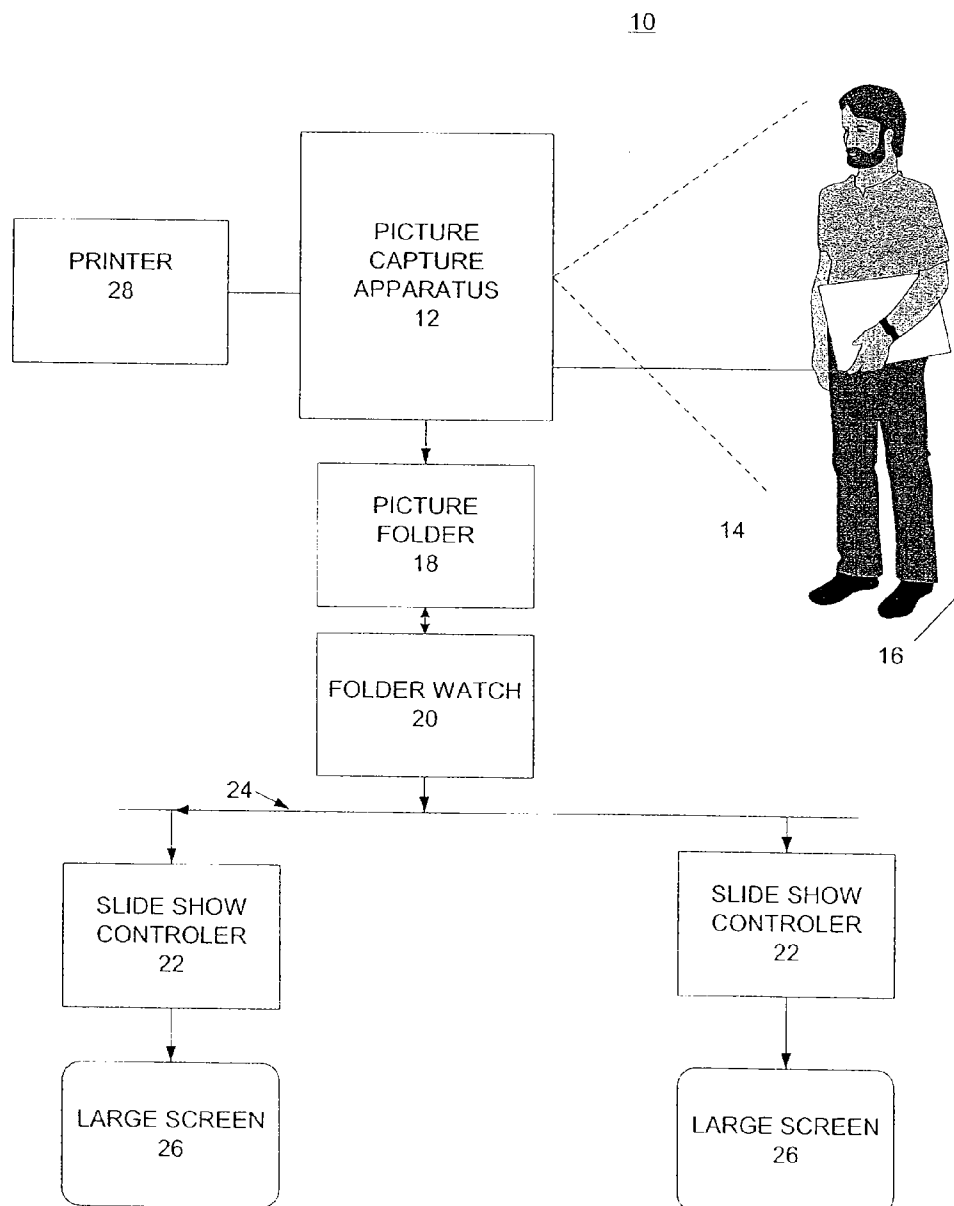 10
PICTURE
CAPTURE
APPARATUS
12
PRINTER
28
PICTURE
FOLDER
18
14
16
FOLDER WATCH
20
24
SLIDE SHOW
CONTROLER
22
SLIDE SHOW
CONTROLER
22
LARGE SCREEN
26
LARGE SCREEN
26